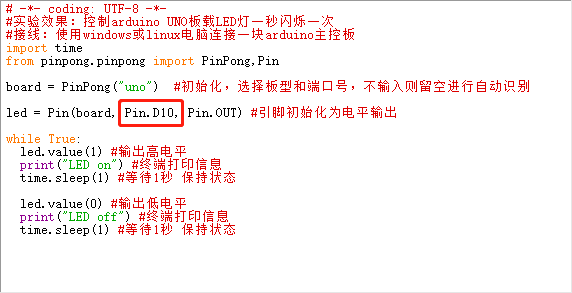 # -*- coding: UTF-8 -*-
#实验效果：控制arduino UNO板载LED灯一秒闪烁一次
#接线：使用windows或linux电脑连接一块arduino主控板
import time
from pinpong.pinpong import PinPong,Pin
board = PinPong("uno")  #初始化，选择板型和端口号，不输入则留空进行自动识别
led = Pin(board, Pin.D10, Pin.OUT) #引脚初始化为电平输出
while True:
  led.value(1) #输出高电平
  print("LED on") #终端打印信息
  time.sleep(1) #等待1秒 保持状态
  led.value(0) #输出低电平
  print("LED off") #终端打印信息
  time.sleep(1) #等待1秒 保持状态